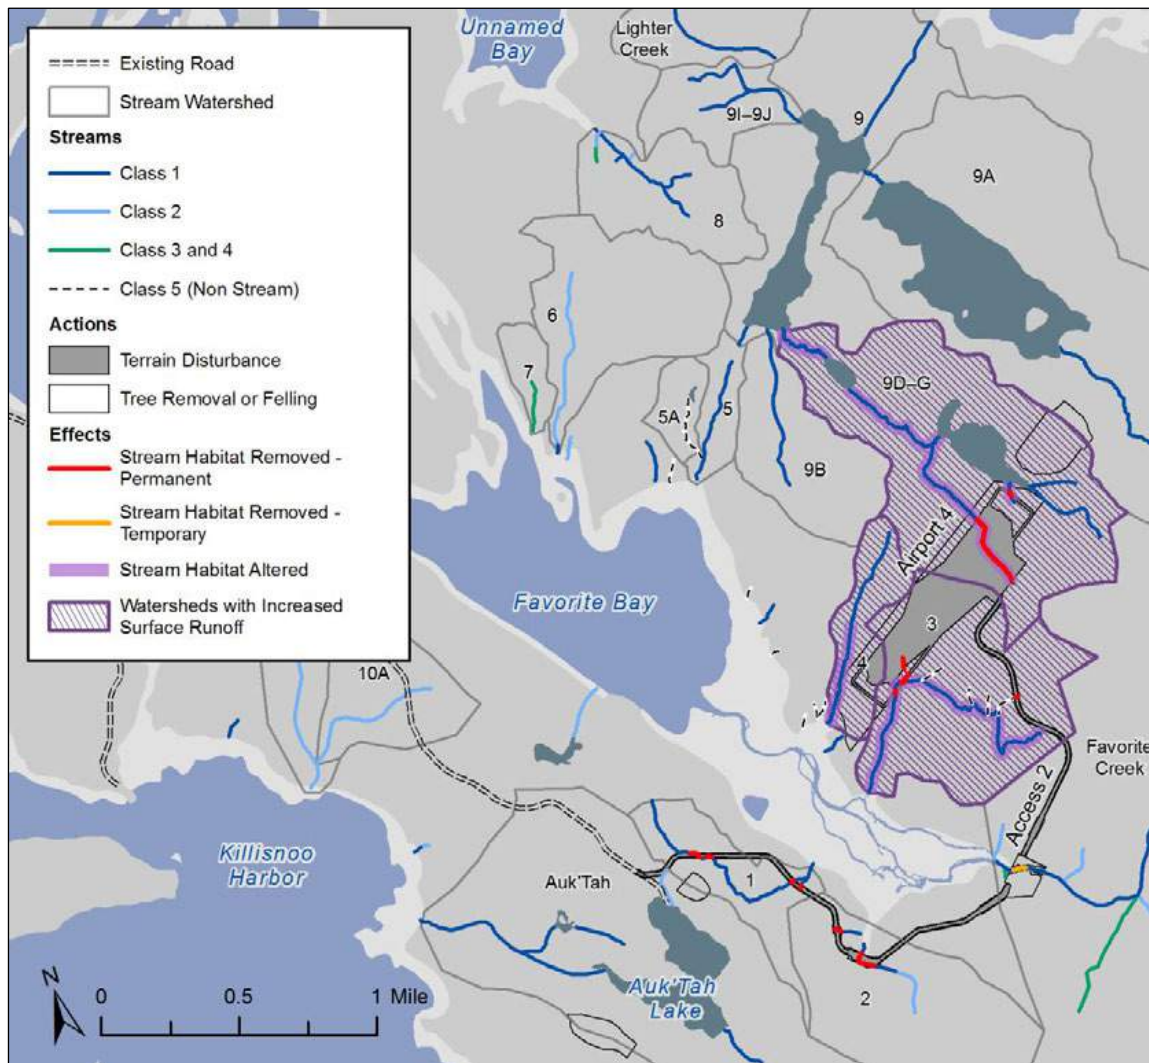 Existing Road
Stream Watershed
Streams
Class 1
Class 2
Class 3 and 4
Class 5 (Non Stream)
Actions
Terrain Disturbance
Tree Removal or Felling
Effects
Stream Habitat Removed -
Permanent
Stream Habitat Removed -
Temporary
Stream Habitat Altered
Watersheds with Increased
Surface Runoff
Unnamed
Bay
Lighter
Creek
9I–9J
9
9A
8
6
7
5A
5
9B
9D–G
Airport 4
Favorite Bay
3
4
10A
Favorite
Creek
Access 2
Killisnoo
Harbor
Auk'Tah
1
2
Auk'Tah
Lake
N
0 0.5 1 Mile